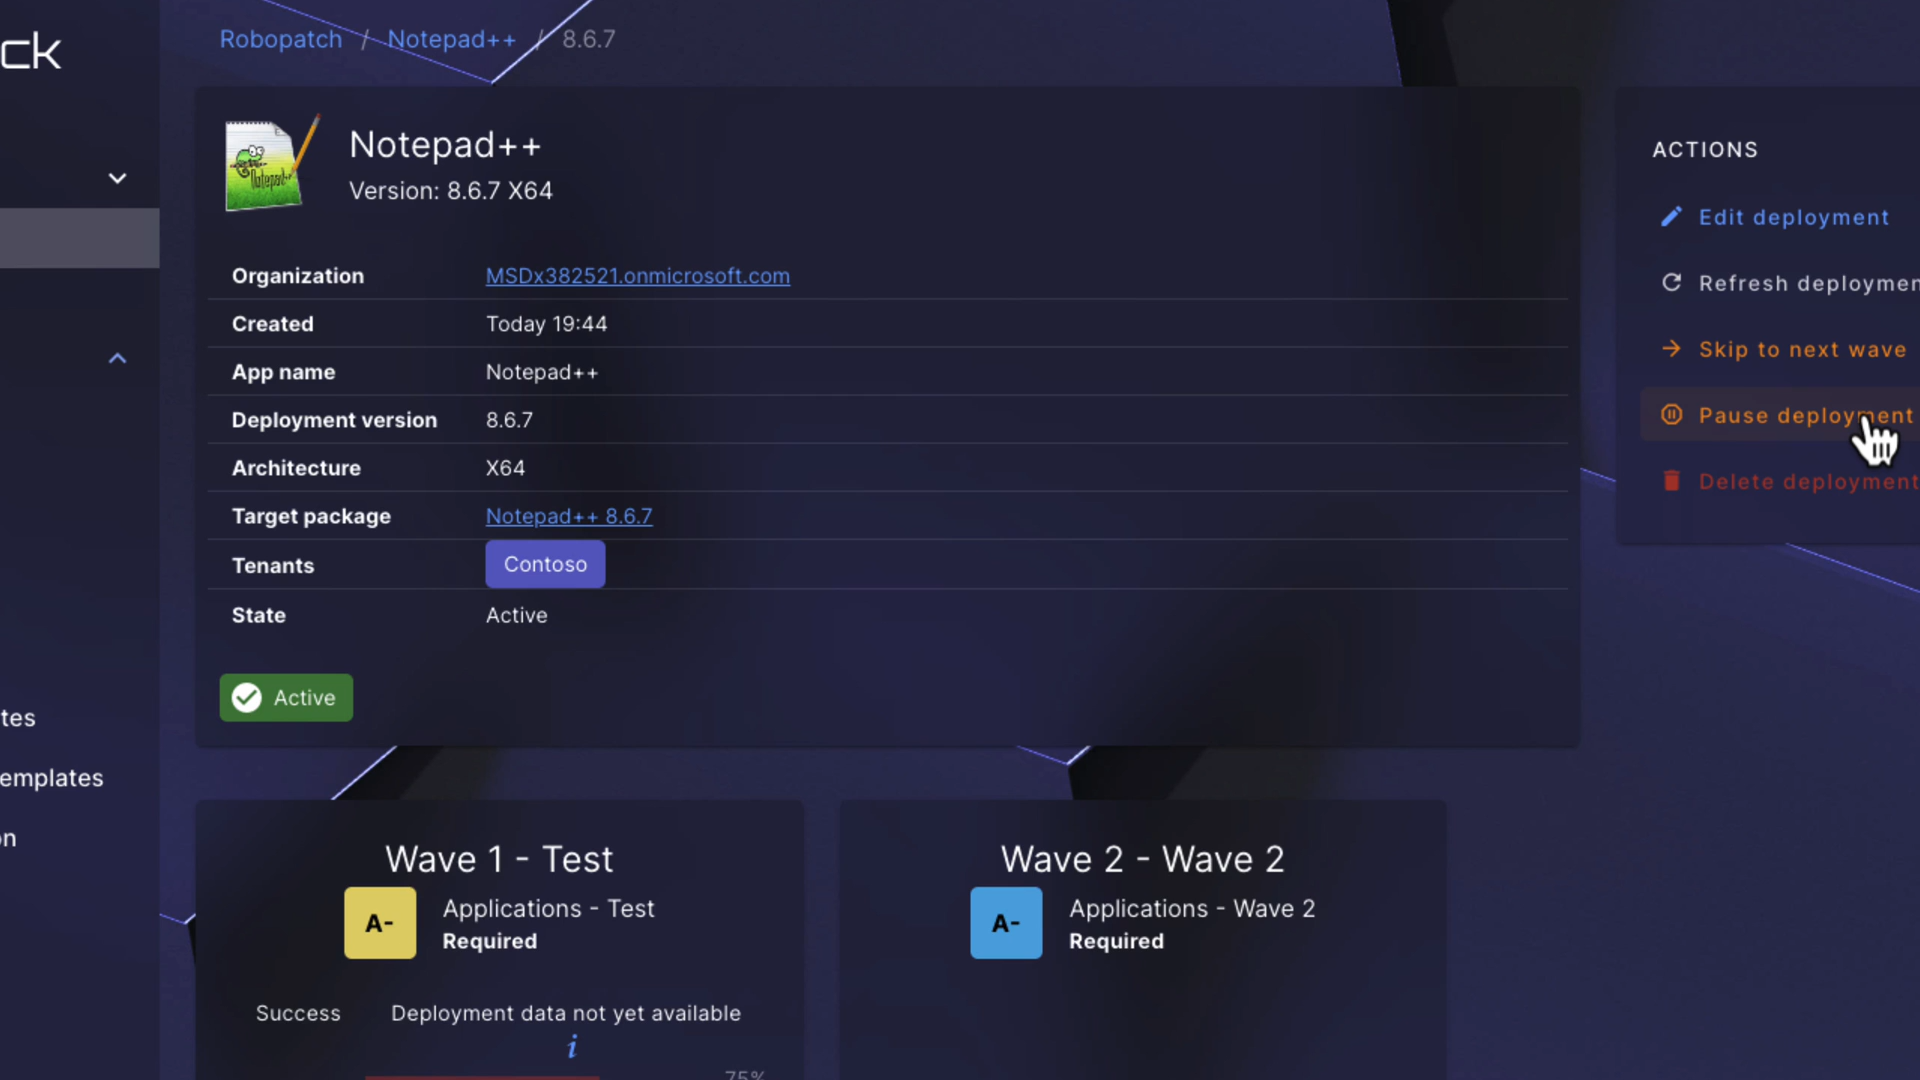 ck
Robopatch / Notepad++ / 8.6.7
Notepad++
Version: 8.6.7 X64
Organization MSDx382521.onmicrosoft.com
Created Today 19:44
App name Notepad++
Deployment version 8.6.7
Architecture X64
Target package Notepad++ 8.6.7
Tenants Contoso
State Active
Active
ACTIONS
Edit deployment
Refresh deploymen
Skip to next wave
Pause deployment
Delete deployment
tes
emplates
on
Wave 1 - Test
A-
Applications - Test
Required
Success Deployment data not yet available
i
75%
Wave 2 - Wave 2
A-
Applications - Wave 2
Required